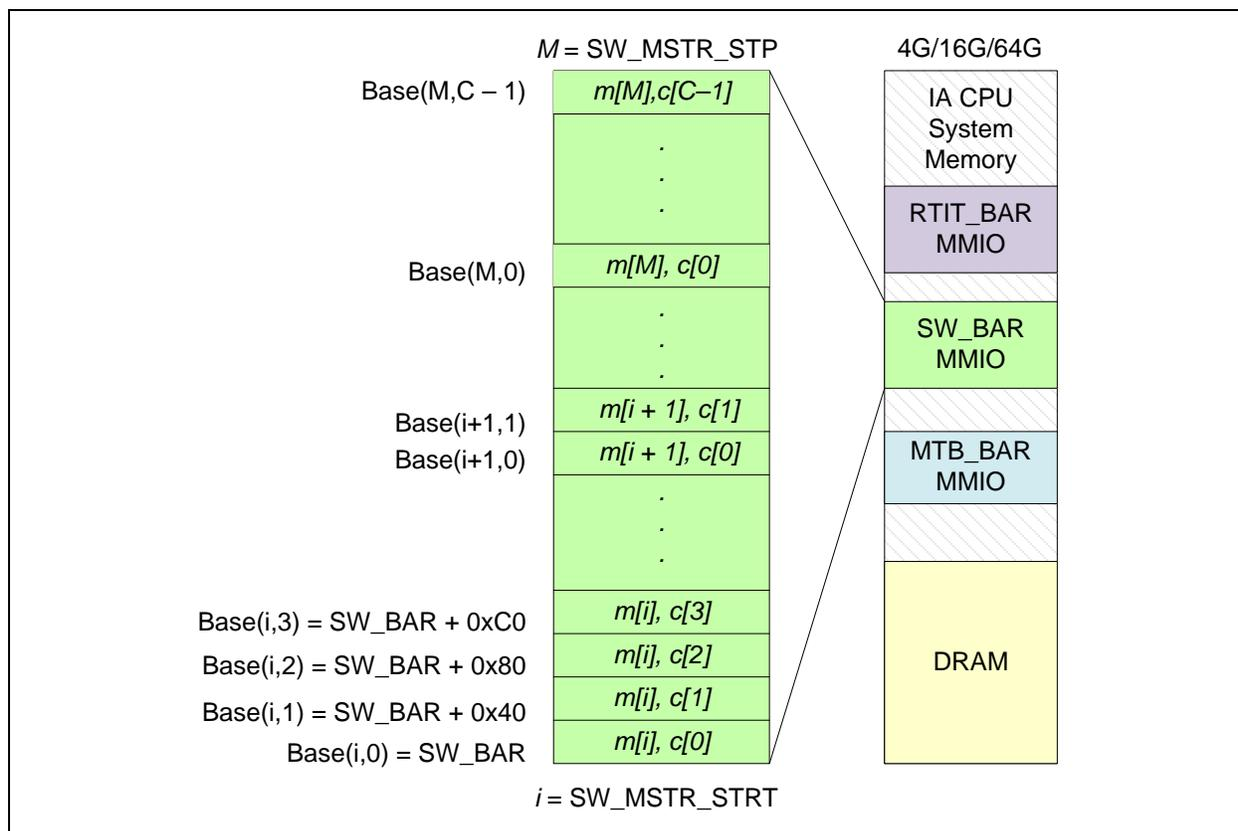 M = SW_MSTR_STP
4G/16G/64G
Base(M,C – 1)
m[M],c[C–1]
.
.
.
Base(M,0)
m[M], c[0]
.
.
.
Base(i+1,1)
m[i + 1], c[1]
Base(i+1,0)
m[i + 1], c[0]
.
.
.
Base(i,3) = SW_BAR + 0xC0
m[i], c[3]
Base(i,2) = SW_BAR + 0x80
m[i], c[2]
Base(i,1) = SW_BAR + 0x40
m[i], c[1]
Base(i,0) = SW_BAR
m[i], c[0]
i = SW_MSTR_STRT
IA CPU
System
Memory
RTIT_BAR
MMIO
SW_BAR
MMIO
MTB_BAR
MMIO
DRAM